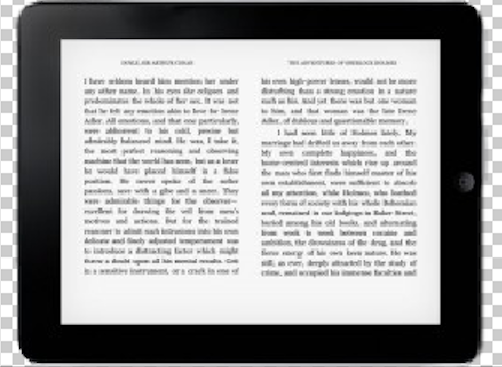 DOYLE, SIR ARTHUR CONAN
I have seldom heard him mention her under
any other name. In his eyes she eclipses and
predominates the whole of her sex. It was not
that he felt any emotion akin to love for Irene
Adler. All emotions, and that one particularly,
were abhorrent to his cold, precise but
admirably balanced mind. He was, I take it,
the most perfect reasoning and observing
machine that the world has seen, but as a lover
he would have placed himself in a false
position. He never spoke of the softer
passions, save with a gibe and a sneer. They
were admirable things for the observer—
excellent for drawing the veil from men's
motives and actions. But for the trained
reasoner to admit such intrusions into his own
delicate and finely adjusted temperament was
to introduce a distracting factor which might
throw a doubt upon all his mental results. Grit
in a sensitive instrument, or a crack in one of
THE ADVENTURES OF SHERLOCK HOLMES
his own high-power lenses, would not be more
disturbing than a strong emotion in a nature
such as his. And yet there was but one woman
to him, and that woman was the late Irene
Adler, of dubious and questionable memory.
I had seen little of Holmes lately. My
marriage had drifted us away from each other.
My own complete happiness, and the
home-centred interests which rise up around
the man who first finds himself master of his
own establishment, were sufficient to absorb
all my attention, while Holmes, who loathed
every form of society with his whole Bohemian
soul, remained in our lodgings in Baker Street,
buried among his old books, and alternating
from week to week between cocaine and
ambition, the drowsiness of the drug, and the
fierce energy of his own keen nature. He was
still, as ever, deeply attracted by the study of
crime, and occupied his immense faculties and